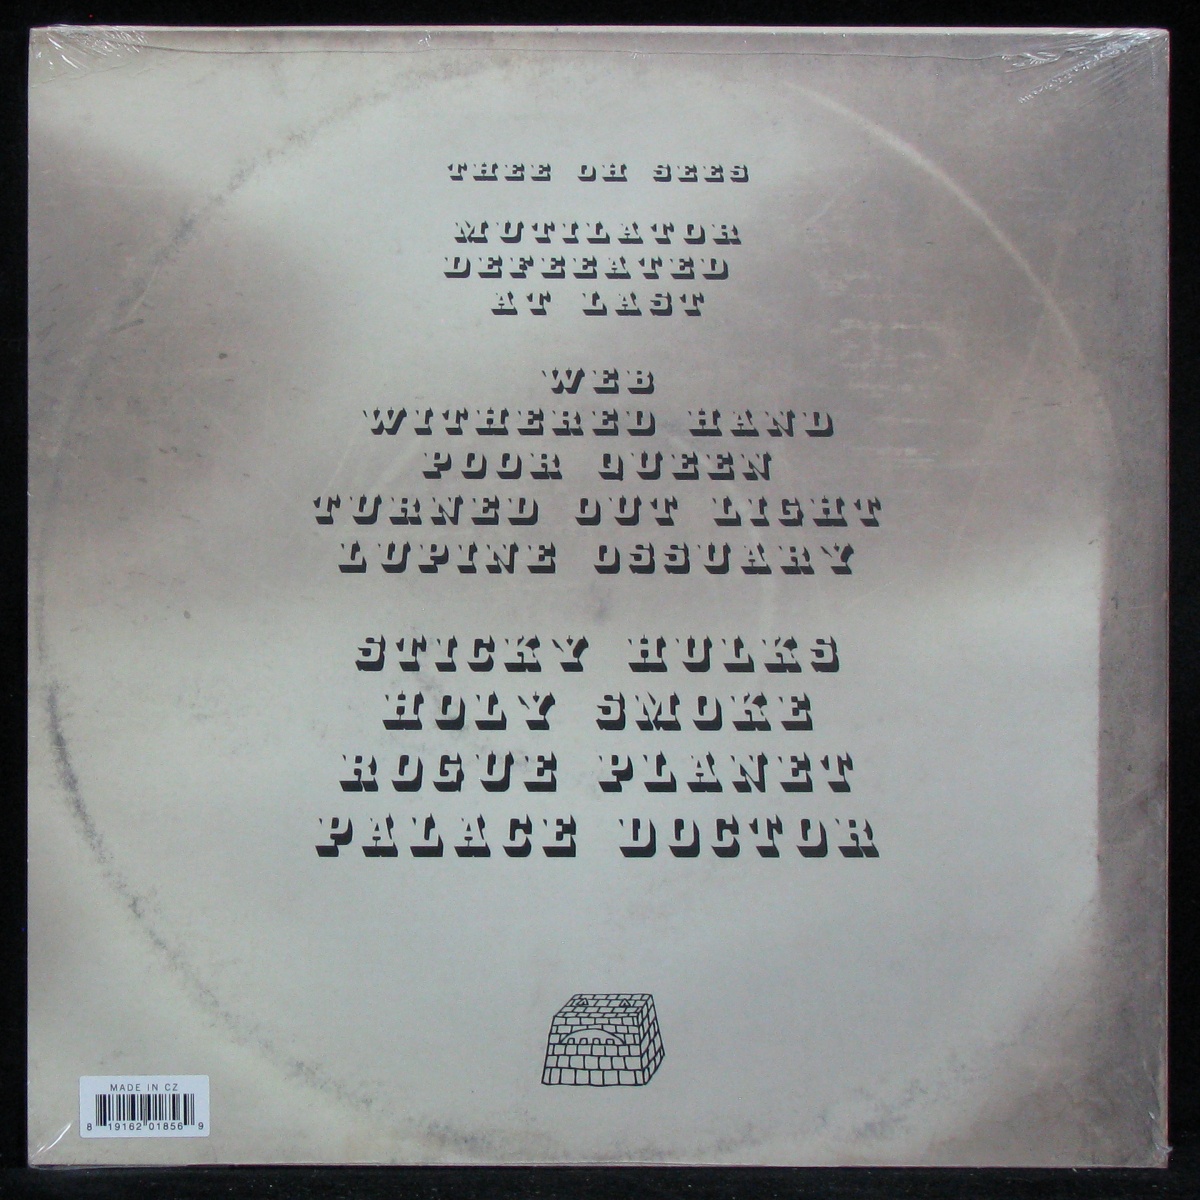 THEE OH SEES
MUTILATOR
DEFEEATED
AT LAST
WEB
WITHERED HAND
POOR QUEEN
TURNED OUT LIGHT
LUPINE OSSUARY
STICKY HULKS
HOLY SMOKE
ROGUE PLANET
PALACE DOCTOR
MADE IN CZ
8 19162 01856 9